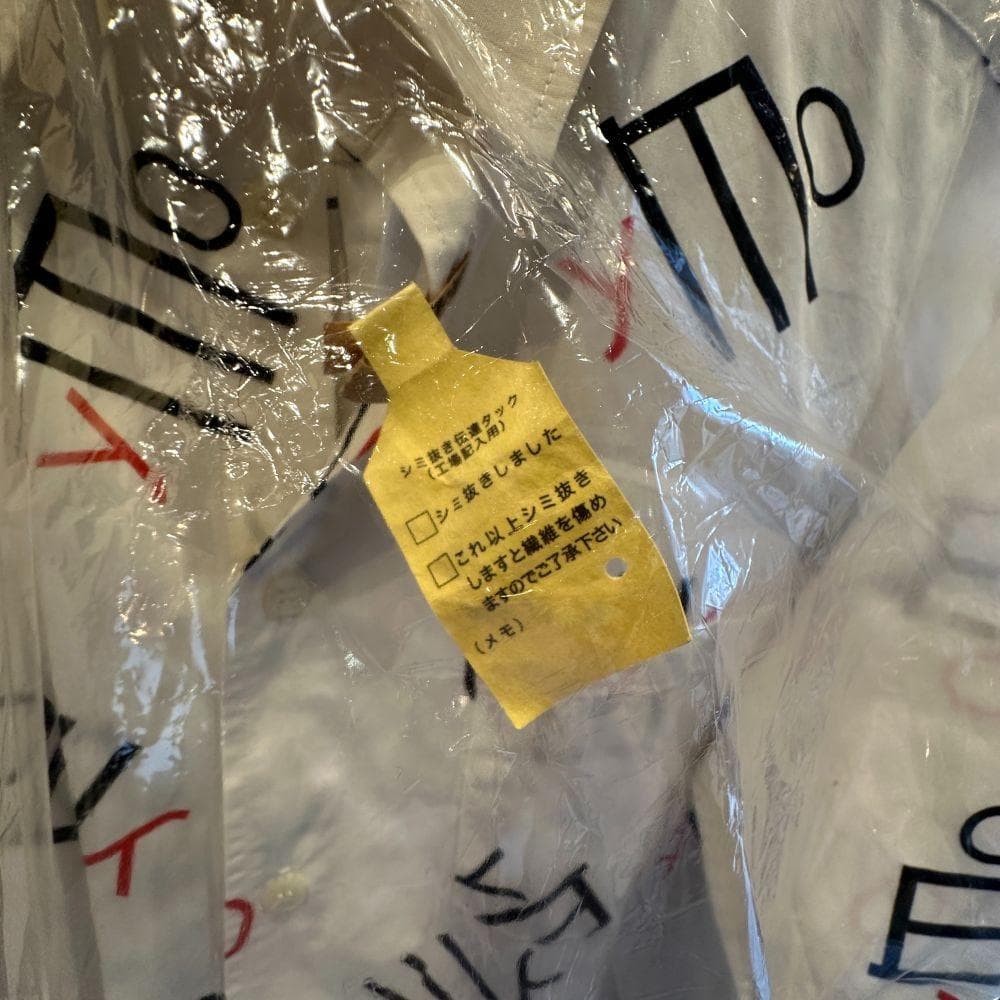 シミ抜き伝達タック
(工場記入用)
□シミ抜きしました
□これ以上シミ抜き
しますと繊維を傷め
ますのでご了承下さい
(メモ)